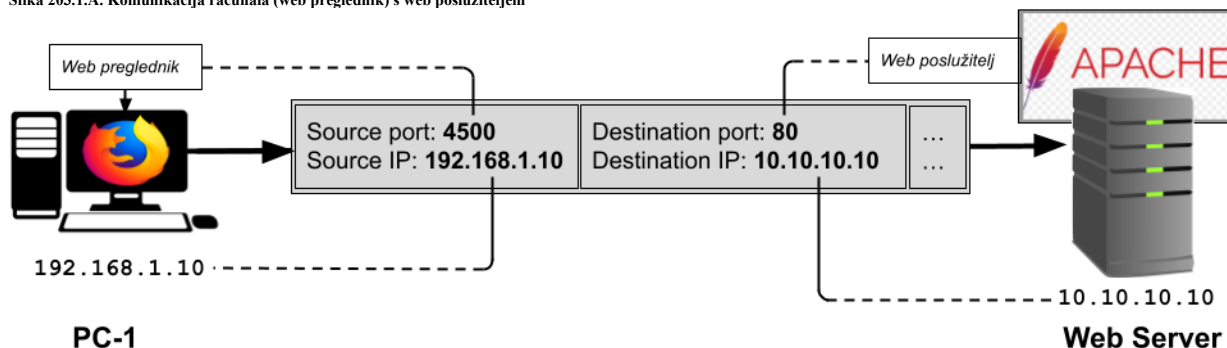 Slika 205.1.A. Komunikacija računala (web preglednik) s web poslužiteljem
Web preglednik
Web poslužitelj
APACHE
Source port: 4500
Source IP: 192.168.1.10
Destination port: 80
Destination IP: 10.10.10.10
...
...
192.168.1.10
10.10.10.10
PC-1
Web Server